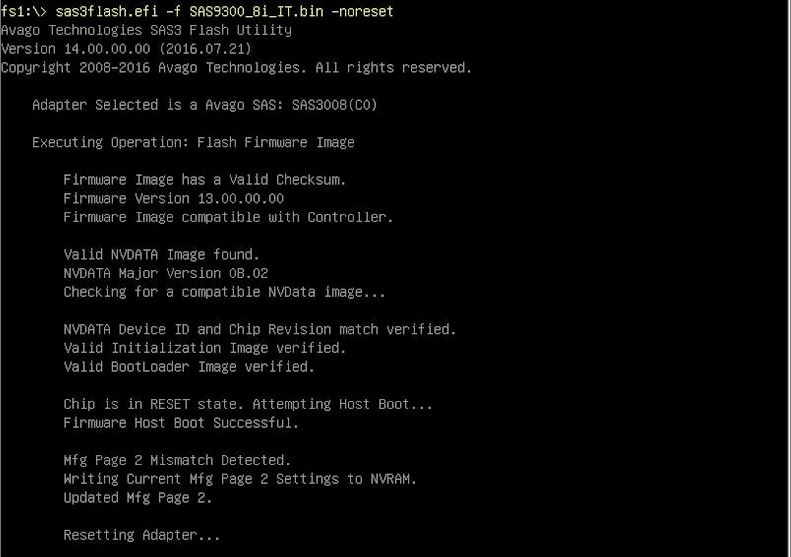 fs1:\> sas3flash.efi -f SAS9300_8i_IT.bin -noreset
Avago Technologies SAS3 Flash Utility
Version 14.00.00.00 (2016.07.21)
Copyright 2008-2016 Avago Technologies. All rights reserved.
Adapter Selected is a Avago SAS: SAS3008(C0)
Executing Operation: Flash Firmware Image
Firmware Image has a Valid Checksum.
Firmware Version 13.00.00.00
Firmware Image compatible with Controller.
Valid NVDATA Image found.
NVDATA Major Version 0B.02
Checking for a compatible NVData image...
NVDATA Device ID and Chip Revision match verified.
Valid Initialization Image verified.
Valid BootLoader Image verified.
Chip is in RESET state. Attempting Host Boot...
Firmware Host Boot Successful.
Mfg Page 2 Mismatch Detected.
Writing Current Mfg Page 2 Settings to NVRAM.
Updated Mfg Page 2.
Resetting Adapter...